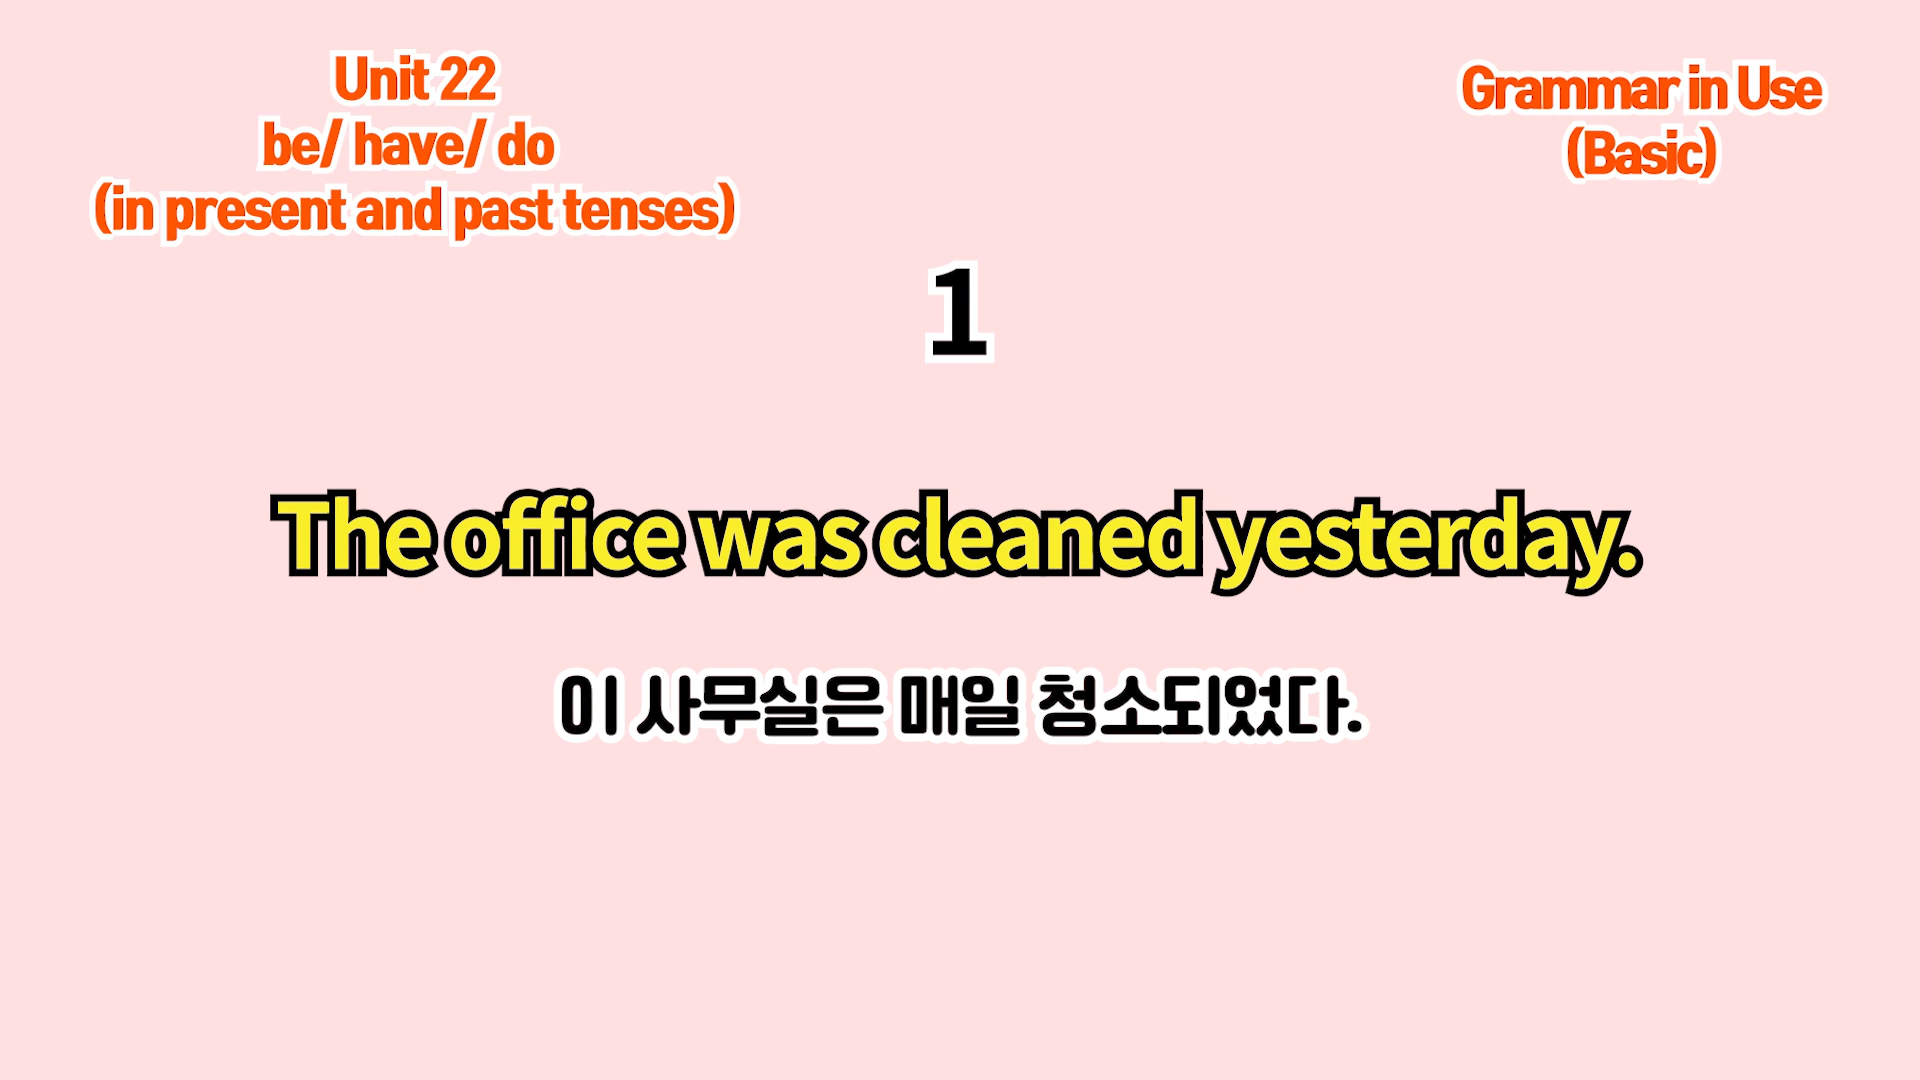 Unit 22
be/ have/ do
(in present and past tenses)
Grammar in Use
(Basic)
1
The office was cleaned yesterday.
이 사무실은 매일 청소되었다.